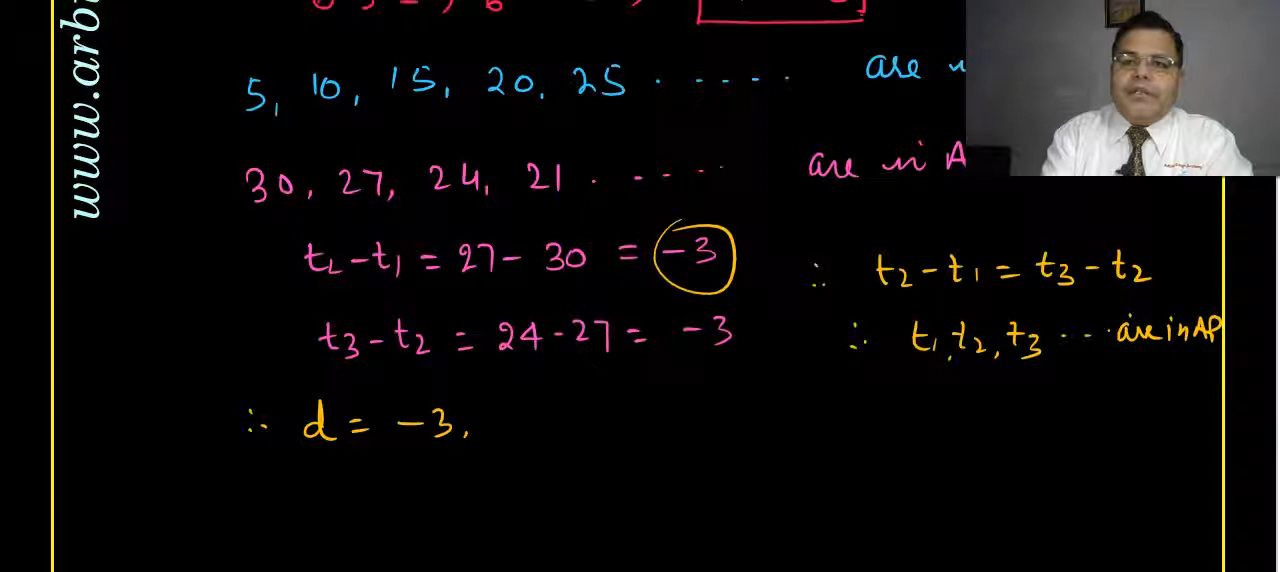 www.arb
5, 10, 15, 20, 25 . . . . . are
30, 27, 24, 21 . . . . . are in A
t₂ - t₁ = 27 - 30 = -3
∴ t₂ - t₁ = t₃ - t₂
t₃ - t₂ = 24 - 27 = -3
∴ t₁, t₂, t₃ . . . are in AP
∴ d = -3,